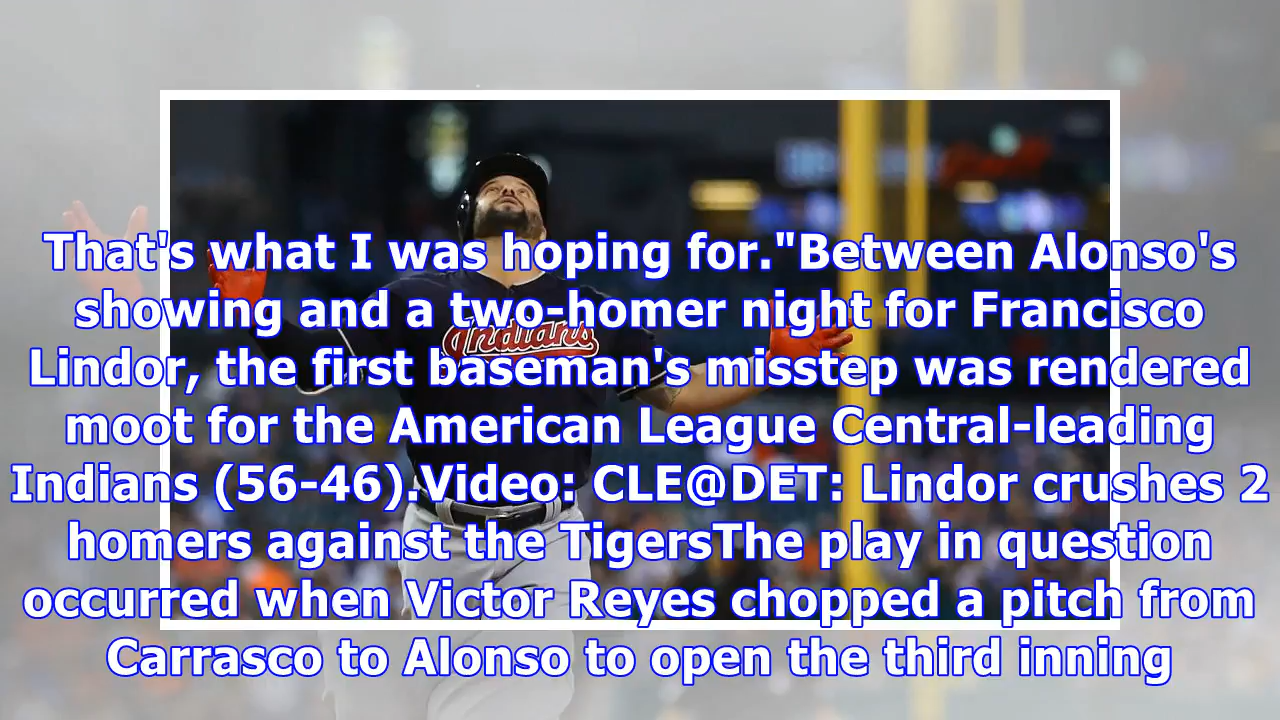 That's what I was hoping for."Between Alonso's
showing and a two-homer night for Francisco
Lindor, the first baseman's misstep was rendered
moot for the American League Central-leading
Indians (56-46).Video: CLE@DET: Lindor crushes 2
homers against the TigersThe play in question
occurred when Victor Reyes chopped a pitch from
Carrasco to Alonso to open the third inning
Indians